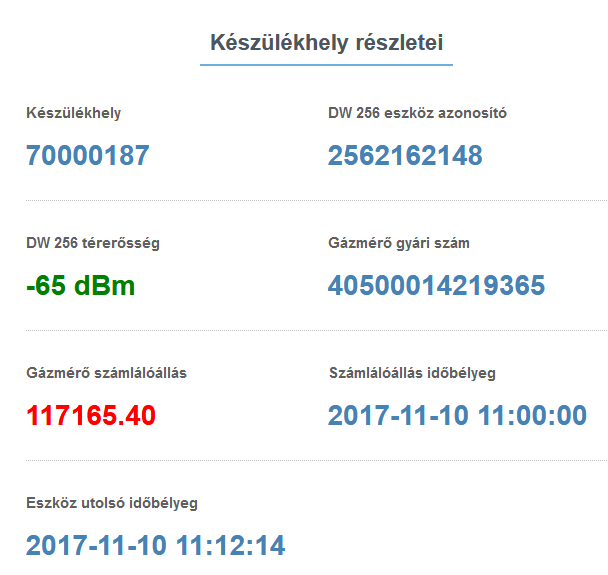 Készülékhely részletei
Készülékhely
DW 256 eszköz azonosító
70000187
2562162148
DW 256 térerősség
Gázmérő gyári szám
-65 dBm
40500014219365
Gázmérő számlálóállás
Számlálóállás időbélyeg
117165.40
2017-11-10 11:00:00
Eszköz utolsó időbélyeg
2017-11-10 11:12:14